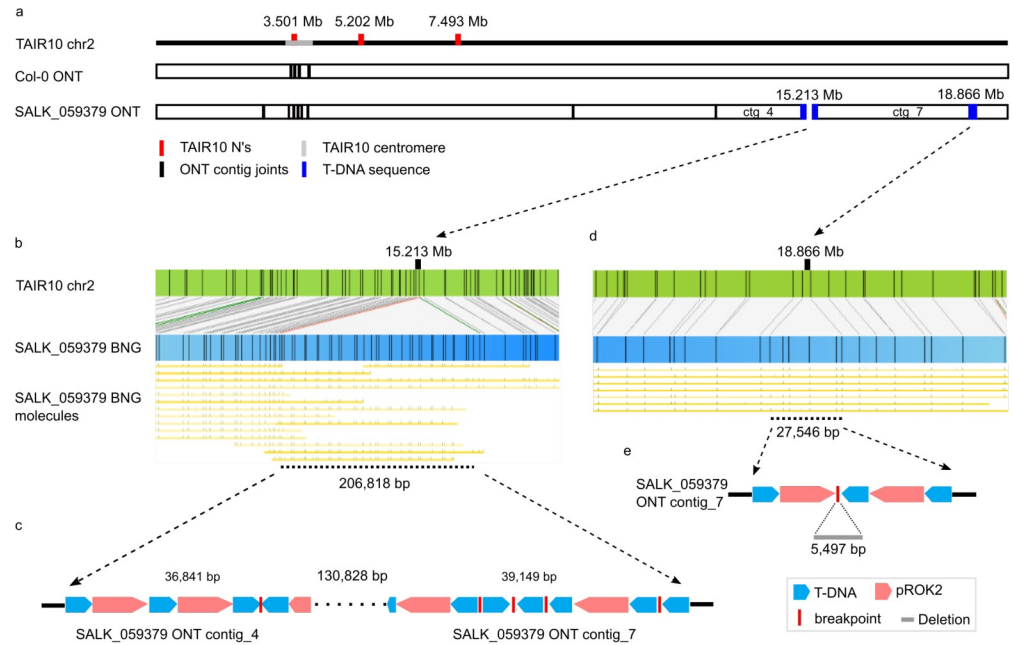 a
3.501 Mb 5.202 Mb 7.493 Mb
TAIR10 chr2
Col-0 ONT
15.213 Mb 18.866 Mb
SALK_059379 ONT
ctg_4 ctg_7
TAIR10 N's TAIR10 centromere
ONT contig joints T-DNA sequence
b
15.213 Mb
TAIR10 chr2
SALK_059379 BNG
SALK_059379 BNG
molecules
206,818 bp
d
18.866 Mb
27,546 bp
e
SALK_059379
ONT contig_7
5,497 bp
c
36,841 bp 130,828 bp 39,149 bp
SALK_059379 ONT contig_4 SALK_059379 ONT contig_7
T-DNA pROK2
breakpoint Deletion